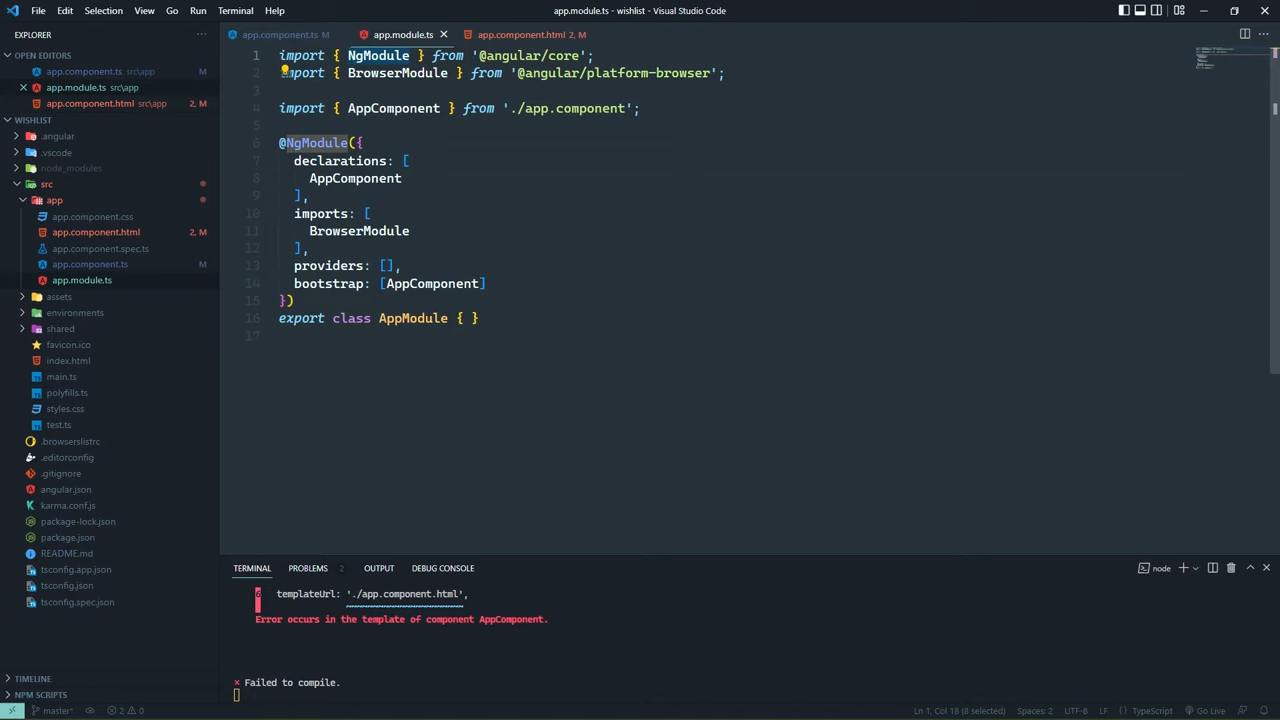 File Edit Selection View Go Run Terminal Help
app.module.ts - wishlist - Visual Studio Code
EXPLORER ···
app.component.ts M
app.module.ts
app.component.html 2, M
OPEN EDITORS
app.component.ts src\app M
app.module.ts src\app
app.component.html src\app 2, M
WISHLIST
.angular
.vscode
node_modules
src
app
app.component.css
app.component.html 2, M
app.component.spec.ts
app.component.ts M
app.module.ts
assets
environments
shared
favicon.ico
index.html
main.ts
polyfills.ts
styles.css
test.ts
.browserslistrc
.editorconfig
.gitignore
angular.json
karma.conf.js
package-lock.json
package.json
README.md
tsconfig.app.json
tsconfig.json
tsconfig.spec.json
TIMELINE
NPM SCRIPTS
1 import { NgModule } from '@angular/core';
2 import { BrowserModule } from '@angular/platform-browser';
3
4 import { AppComponent } from './app.component';
5
6 @NgModule({
7 declarations: [
8 AppComponent
9 ],
10 imports: [
11 BrowserModule
12 ],
13 providers: [],
14 bootstrap: [AppComponent]
15 })
16 export class AppModule { }
17
TERMINAL PROBLEMS 2 OUTPUT DEBUG CONSOLE
node
6 templateUrl: './app.component.html',
~~~~~~~~~~~~~~~~~~~~~~
Error occurs in the template of component AppComponent.
× Failed to compile.
master* 2 0
Ln 1, Col 18 (8 selected) Spaces: 2 UTF-8 LF TypeScript Go Live